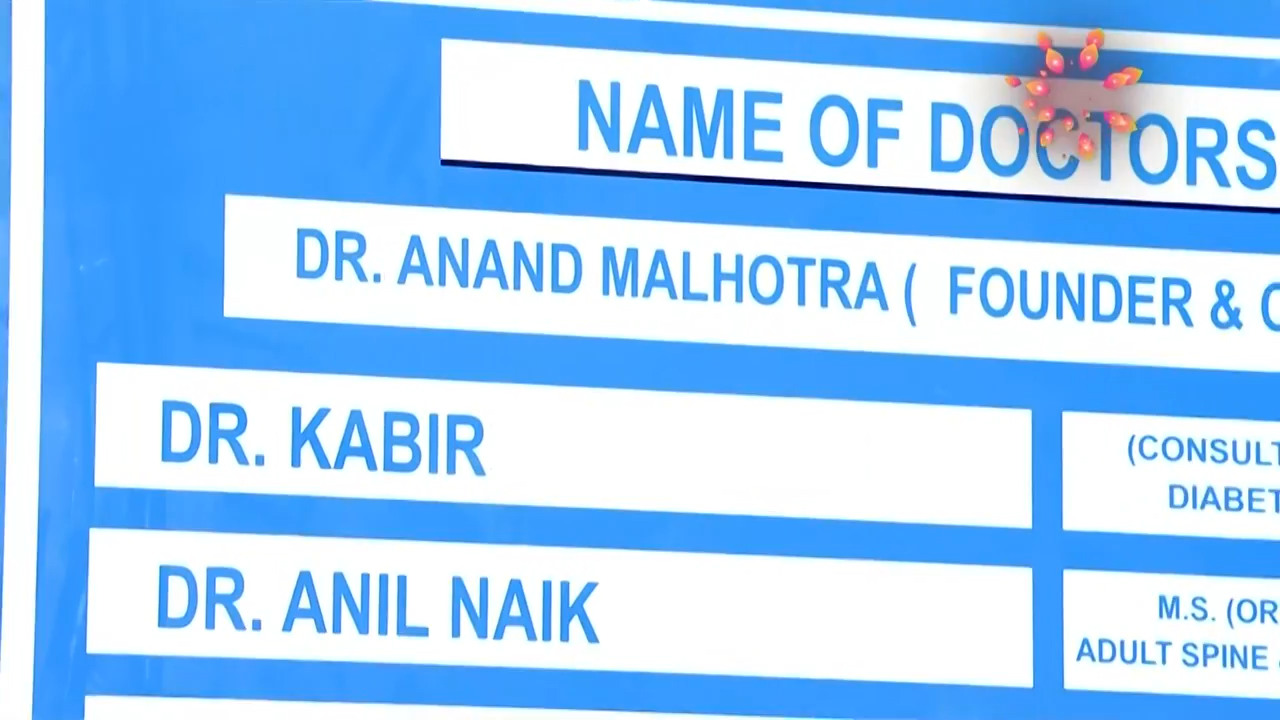 NAME OF DOCTORS
DR. ANAND MALHOTRA ( FOUNDER &
DR. KABIR
(CONSULT
DIABET
DR. ANIL NAIK
M.S. (OR
ADULT SPINE